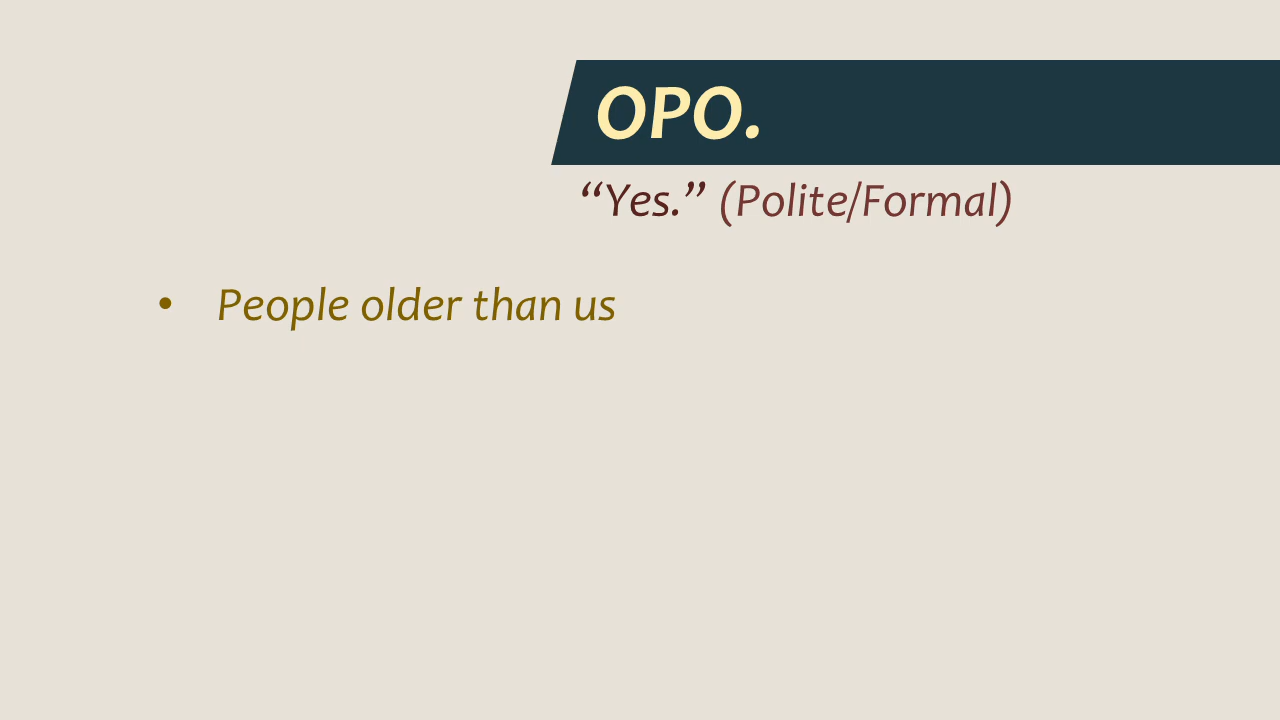 OPO.
“Yes.” (Polite/Formal)
• People older than us